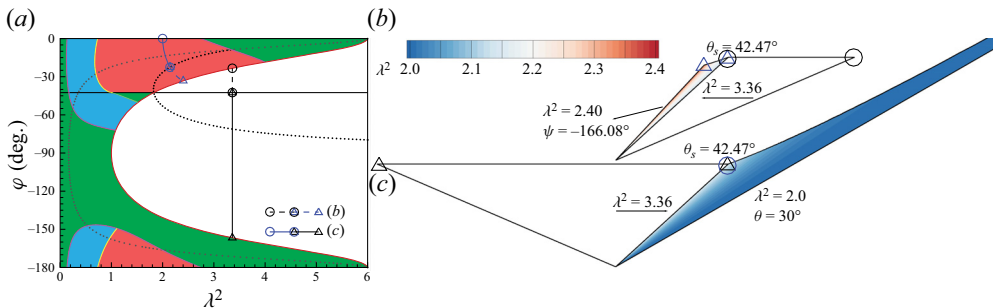 (a)
φ (deg.)
0
−30
−60
−90
−120
−150
−180
0 1 2 3 4 5 6
λ²
(b)
(c)
(b)
λ²
2.0 2.1 2.2 2.3 2.4
θs = 42.47°
λ² = 3.36
λ² = 2.40
ψ = −166.08°
(c)
θs = 42.47°
λ² = 3.36
λ² = 2.0
θ = 30°